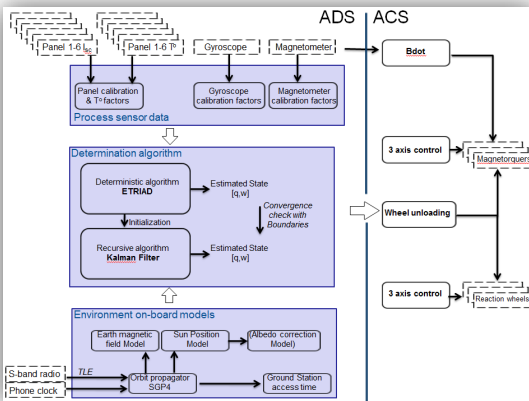 ADS
ACS
Panel 1-6 Isc
Panel 1-6 Tº
Gyroscope
Magnetometer
Bdot
Panel calibration
& Tº factors
Gyroscope
calibration factors
Magnetometer
calibration factors
Process sensor data
Determination algorithm
Deterministic algorithm
ETRIAD
Estimated State
[q,w]
Initialization
Convergence
check with
Boundaries
Recursive algorithm
Kalman Filter
Estimated State
[q,w]
3 axis control
Magnetorquers
Wheel unloading
3 axis control
Reaction wheels
Environment on-board models
Earth magnetic
field Model
Sun Position
Model
(Albedo correction
Model)
S-band radio
TLE
Phone clock
Orbit propagator
SGP4
Ground Station
access time